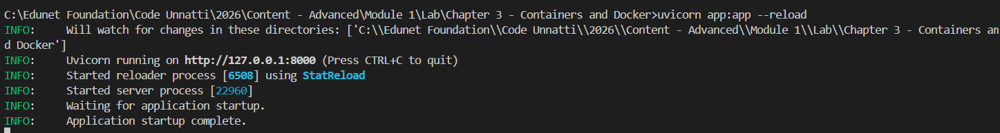 C:\Edunet Foundation\Code Unnatti\2026\Content - Advanced\Module 1\Lab\Chapter 3 - Containers and Docker>uvicorn app:app --reload
INFO:     Will watch for changes in these directories: ['C:\\Edunet Foundation\\Code Unnatti\\2026\\Content - Advanced\\Module 1\\Lab\\Chapter 3 - Containers an
d Docker']
INFO:     Uvicorn running on http://127.0.0.1:8000 (Press CTRL+C to quit)
INFO:     Started reloader process [6508] using StatReload
INFO:     Started server process [22960]
INFO:     Waiting for application startup.
INFO:     Application startup complete.